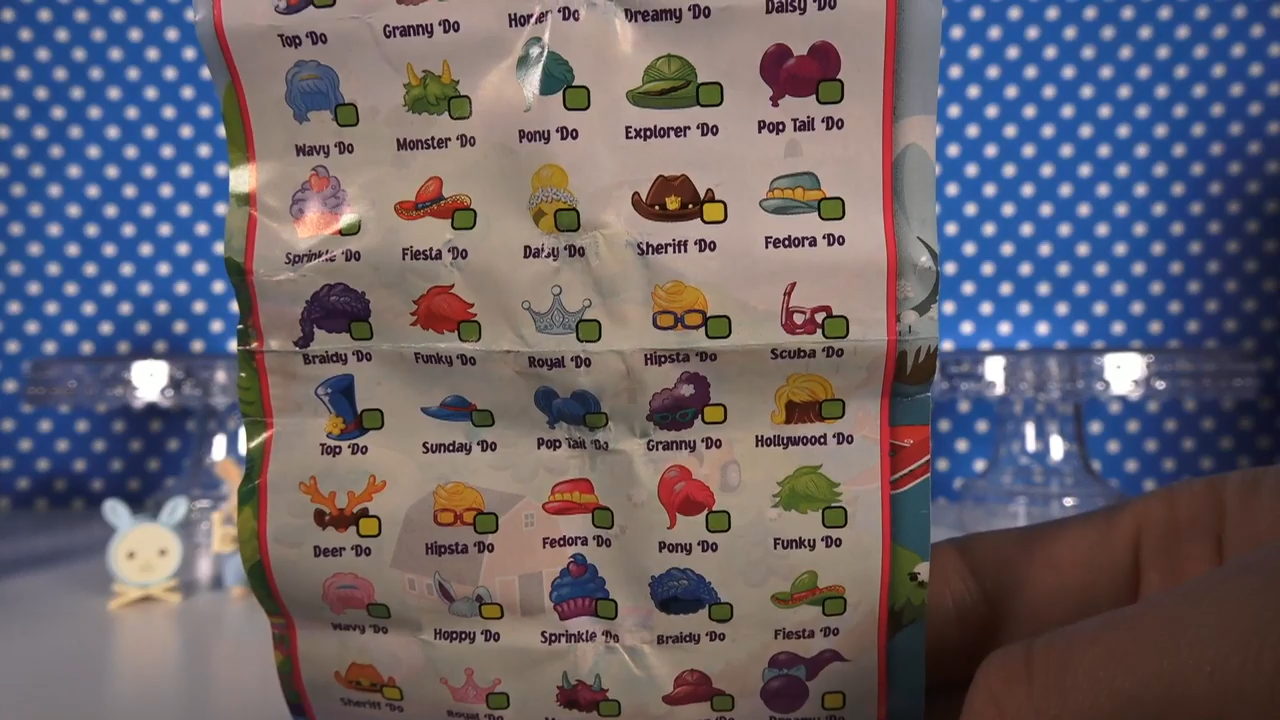 Top 'Do Granny 'Do Homer 'Do Dreamy 'Do Daisy 'Do
Wavy 'Do Monster 'Do Pony 'Do Explorer 'Do Pop Tail 'Do
Sprinkle 'Do Fiesta 'Do Daisy 'Do Sheriff 'Do Fedora 'Do
Braidy 'Do Funky 'Do Royal 'Do Hipsta 'Do Scuba 'Do
Top 'Do Sunday 'Do Pop Tail 'Do Granny 'Do Hollywood 'Do
Deer 'Do Hipsta 'Do Fedora 'Do Pony 'Do Funky 'Do
Wavy 'Do Hoppy 'Do Sprinkle 'Do Braidy 'Do Fiesta 'Do
Sheriff 'Do Royal 'Do